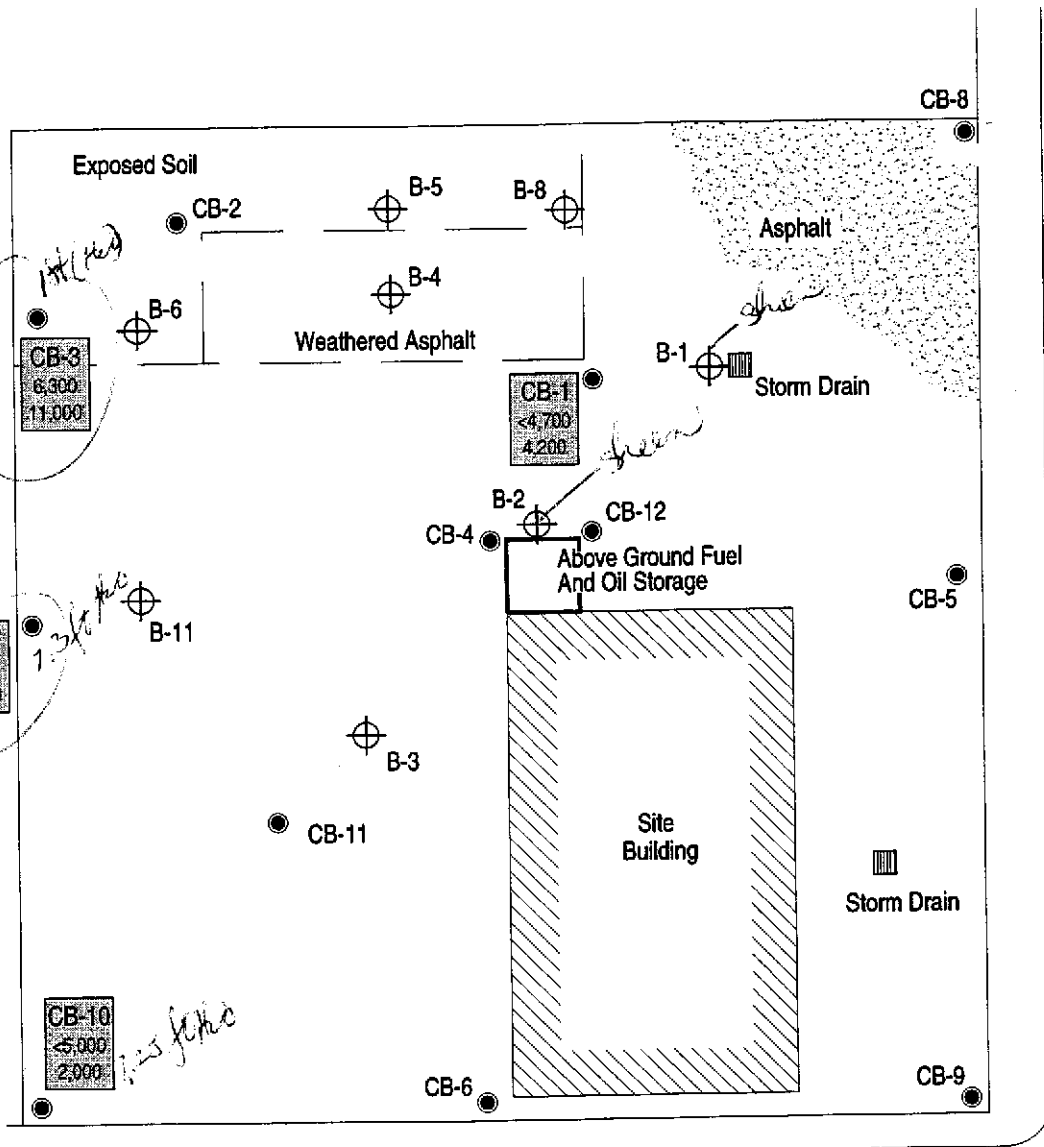 CB-8
Exposed Soil
B-5
B-8
CB-2
Asphalt
B-4
B-6
Weathered Asphalt
CB-3
6,300
11,000
B-1
Storm Drain
CB-1
<4,700
4,200
B-2
CB-12
CB-4
Above Ground Fuel
And Oil Storage
CB-5
B-11
B-3
CB-11
Site
Building
Storm Drain
CB-10
<5,000
2,000
CB-6
CB-9